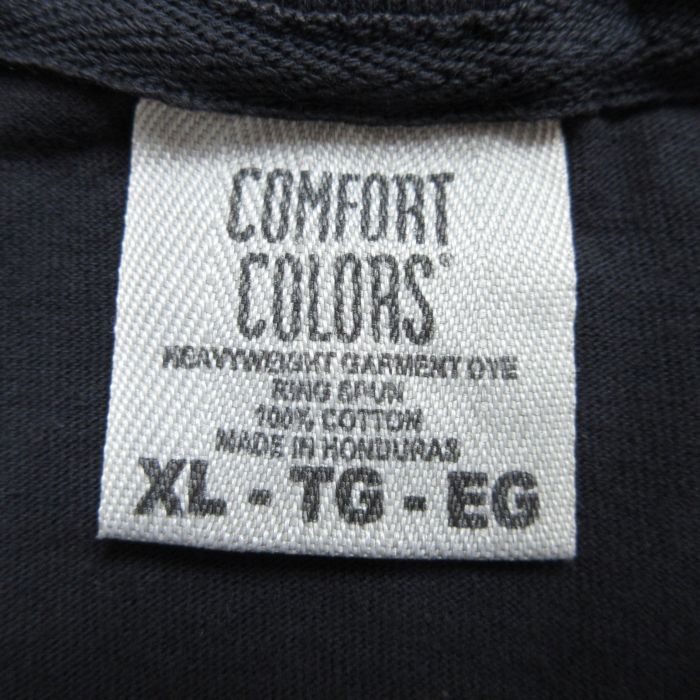 COMFORT
COLORS®
HEAVYWEIGHT GARMENT DYE
RING SPUN
100% COTTON
MADE IN HONDURAS
XL - TG - EG